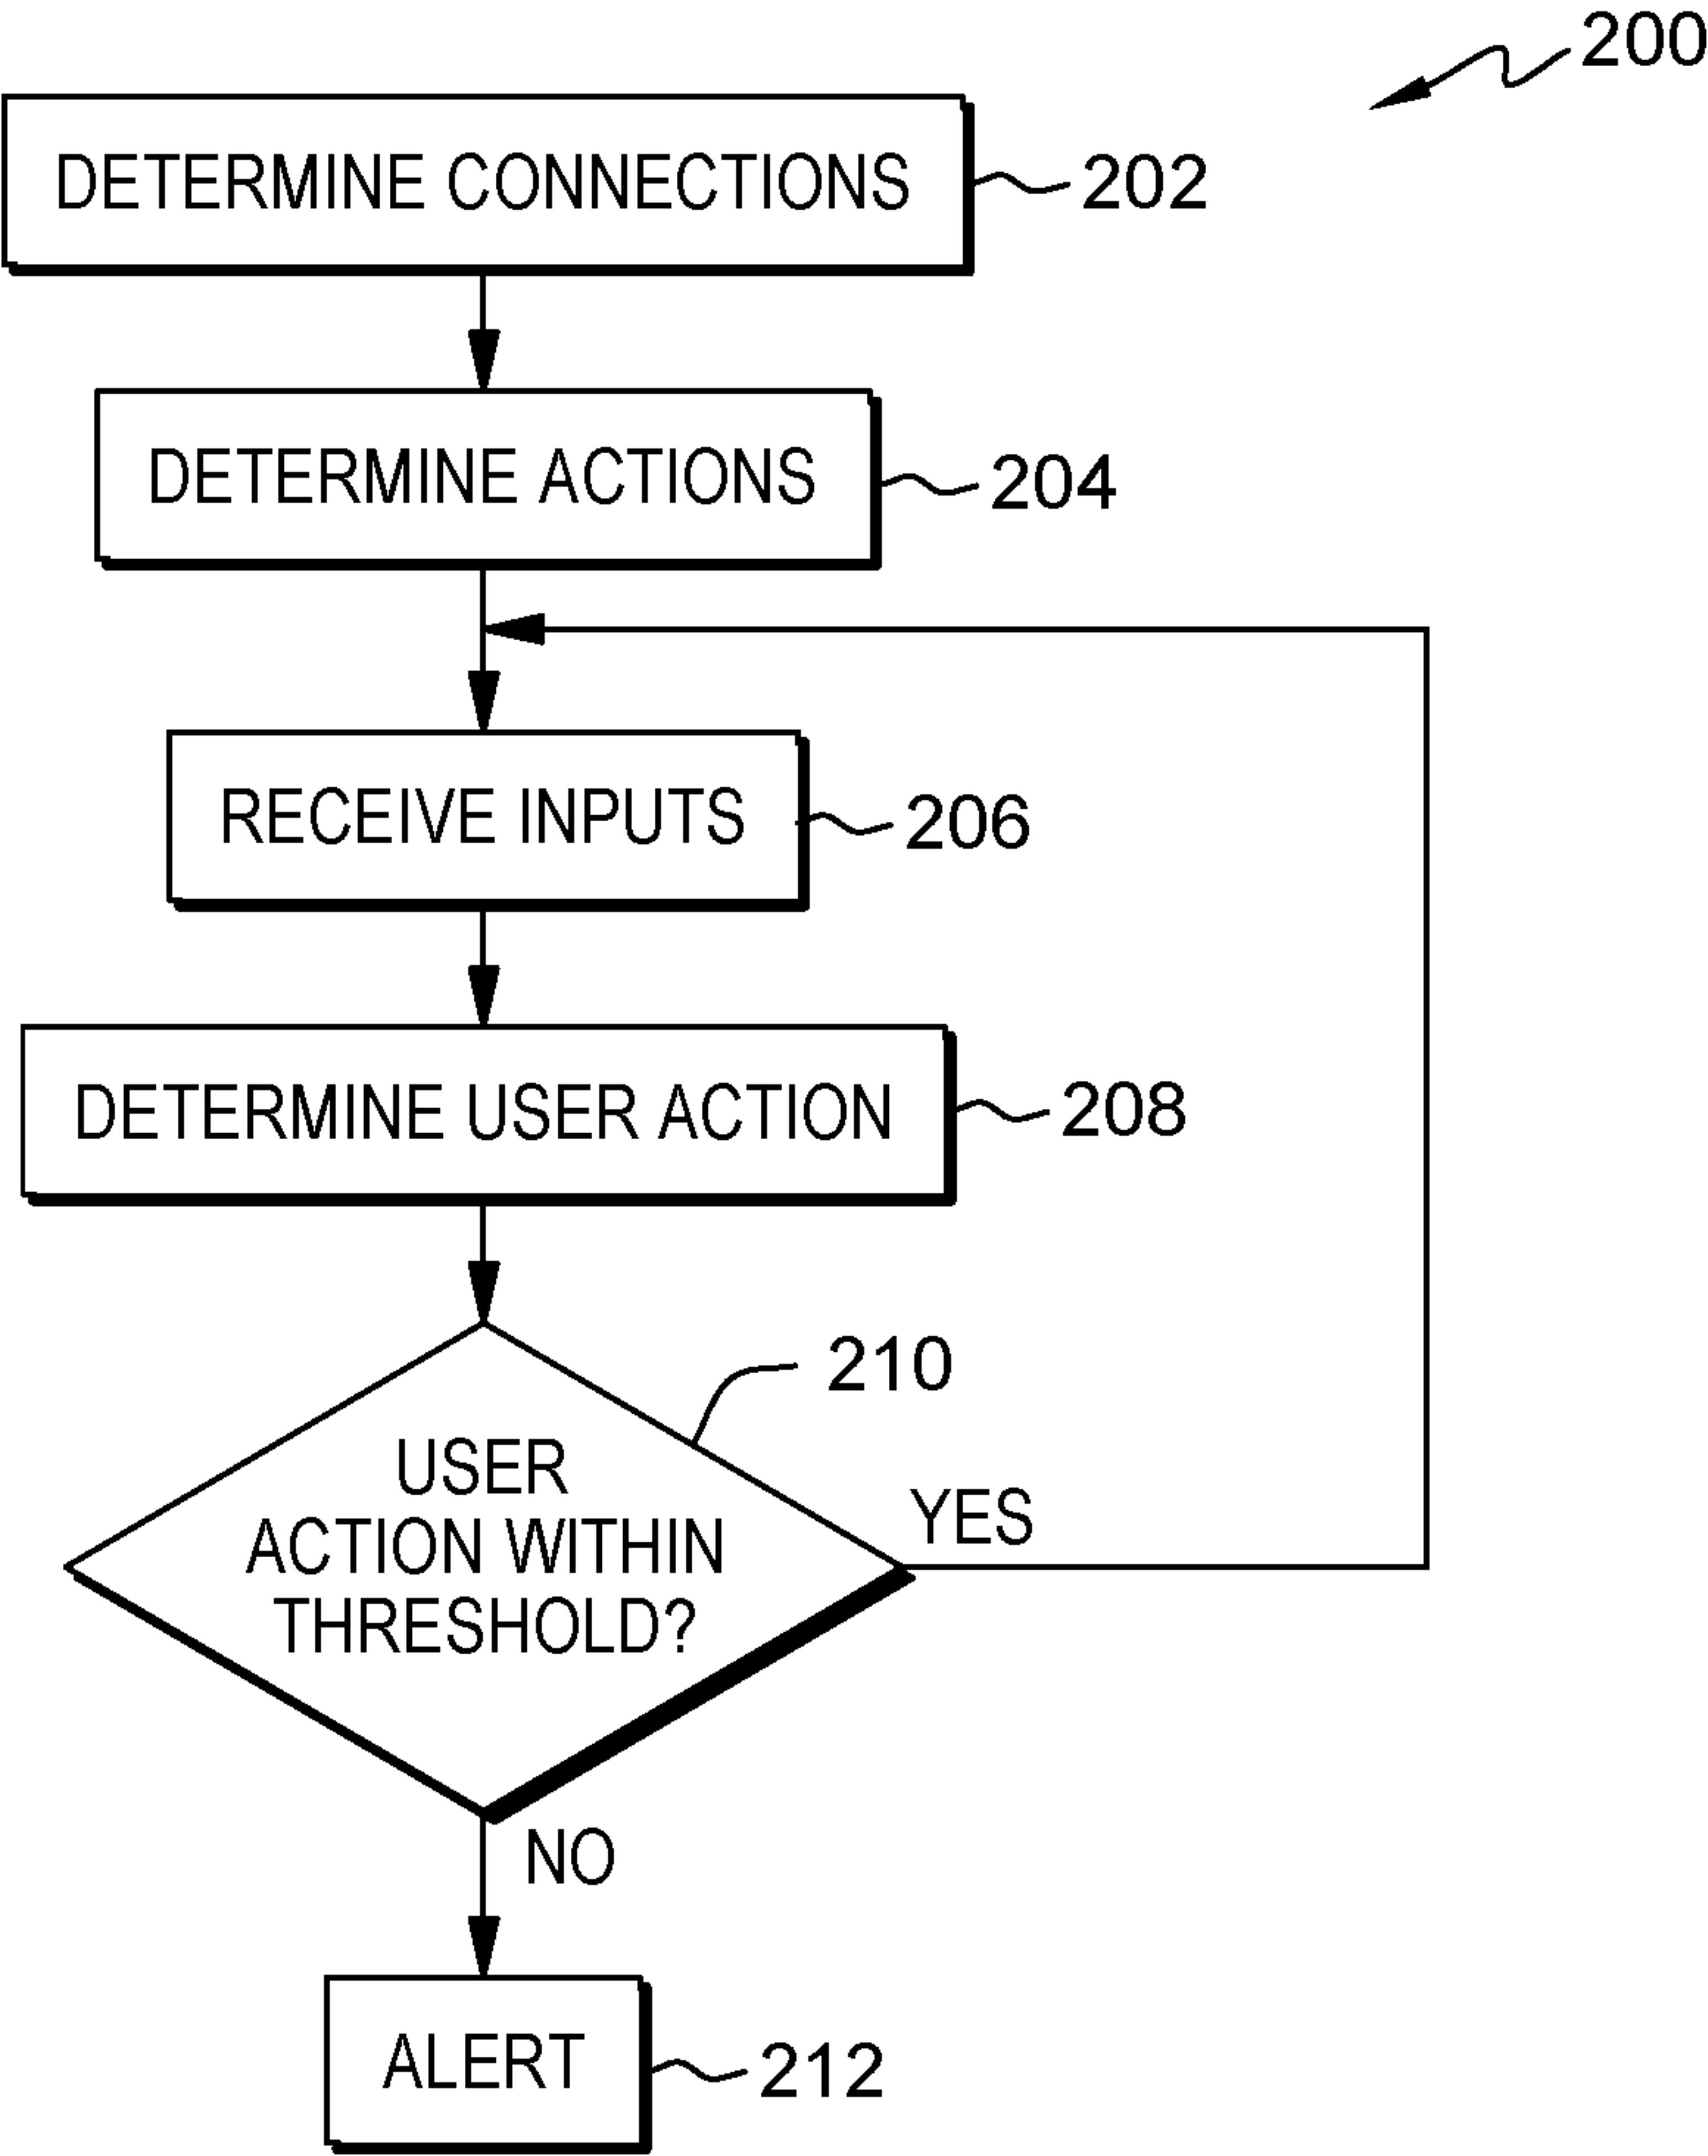 200
DETERMINE CONNECTIONS
202
DETERMINE ACTIONS
204
RECEIVE INPUTS
206
DETERMINE USER ACTION
208
210
USER
ACTION WITHIN
THRESHOLD?
YES
NO
ALERT
212